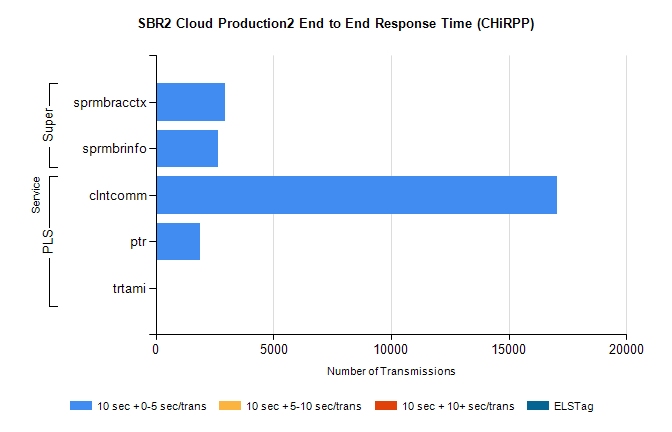 SBR2 Cloud Production2 End to End Response Time (CHiRPP)
Service
Super
sprmbracctx
sprmbrinfo
PLS
clntcomm
ptr
trtami
0 5000 10000 15000 20000
Number of Transmissions
10 sec +0-5 sec/trans 10 sec +5-10 sec/trans 10 sec + 10+ sec/trans ELSTag